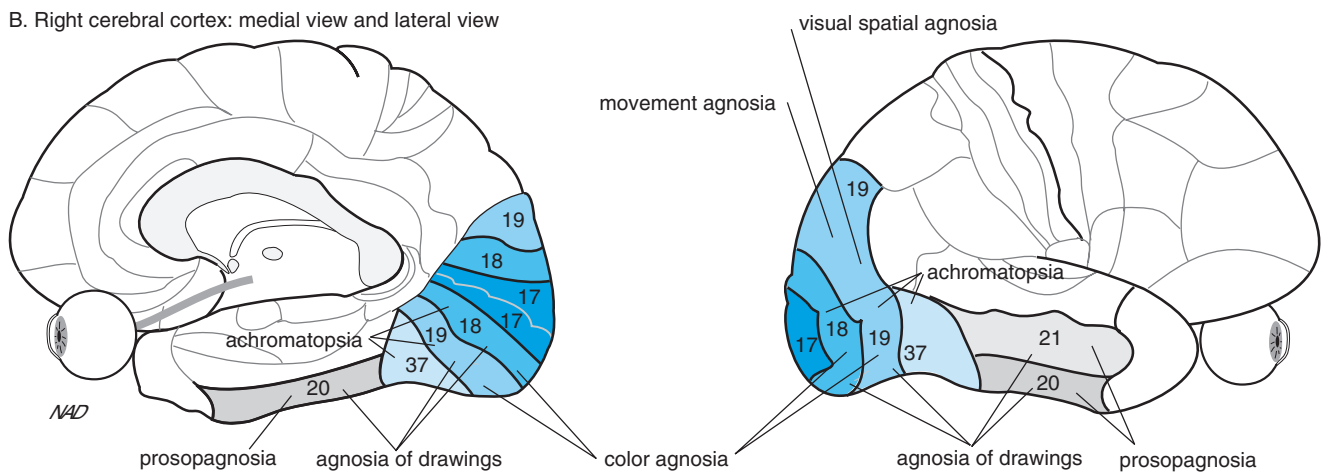 B. Right cerebral cortex: medial view and lateral view
visual spatial agnosia
movement agnosia
19
18
17
17
achromatopsia
19
18
37
20
NAD
prosopagnosia
agnosia of drawings
color agnosia
19
achromatopsia
17
18
19
37
21
20
agnosia of drawings
prosopagnosia